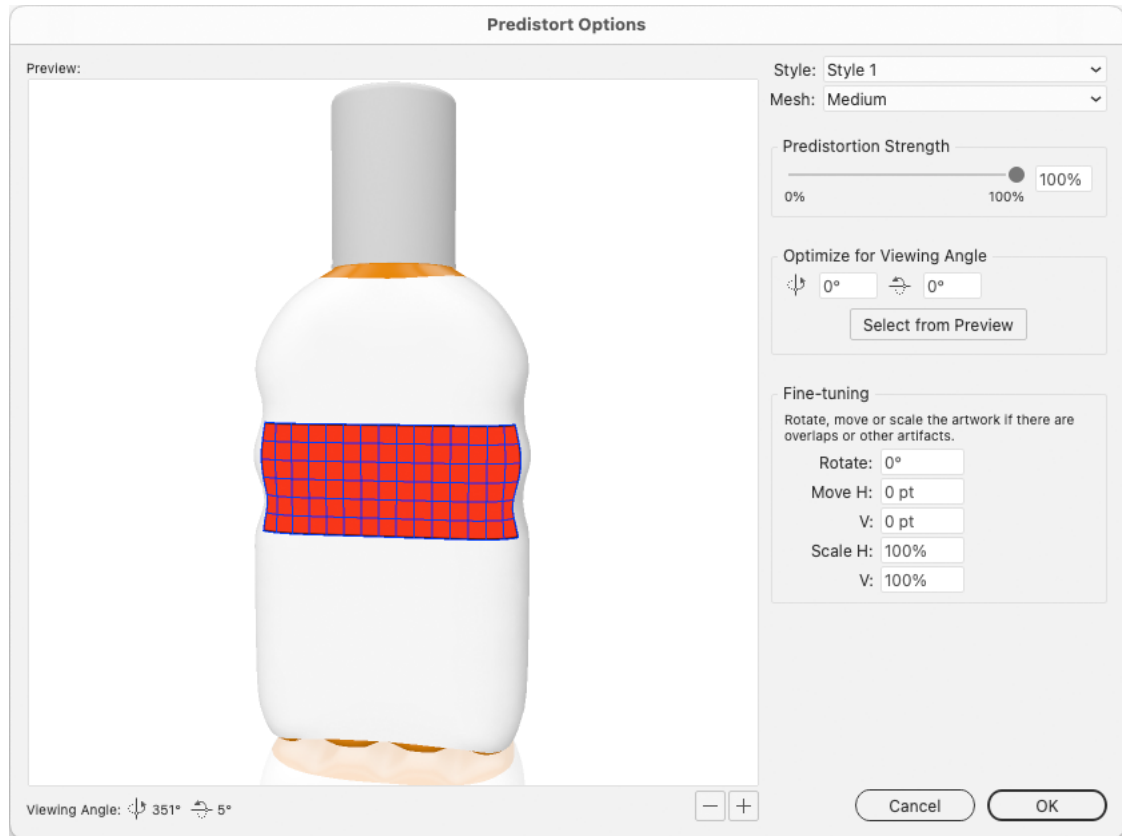 Predistort Options
Preview:
Style: Style 1
Mesh: Medium
Predistortion Strength
100%
0% 100%
Optimize for Viewing Angle
0° 0°
Select from Preview
Fine-tuning
Rotate, move or scale the artwork if there are
overlaps or other artifacts.
Rotate: 0°
Move H: 0 pt
V: 0 pt
Scale H: 100%
V: 100%
Viewing Angle: 351° 5°
Cancel OK